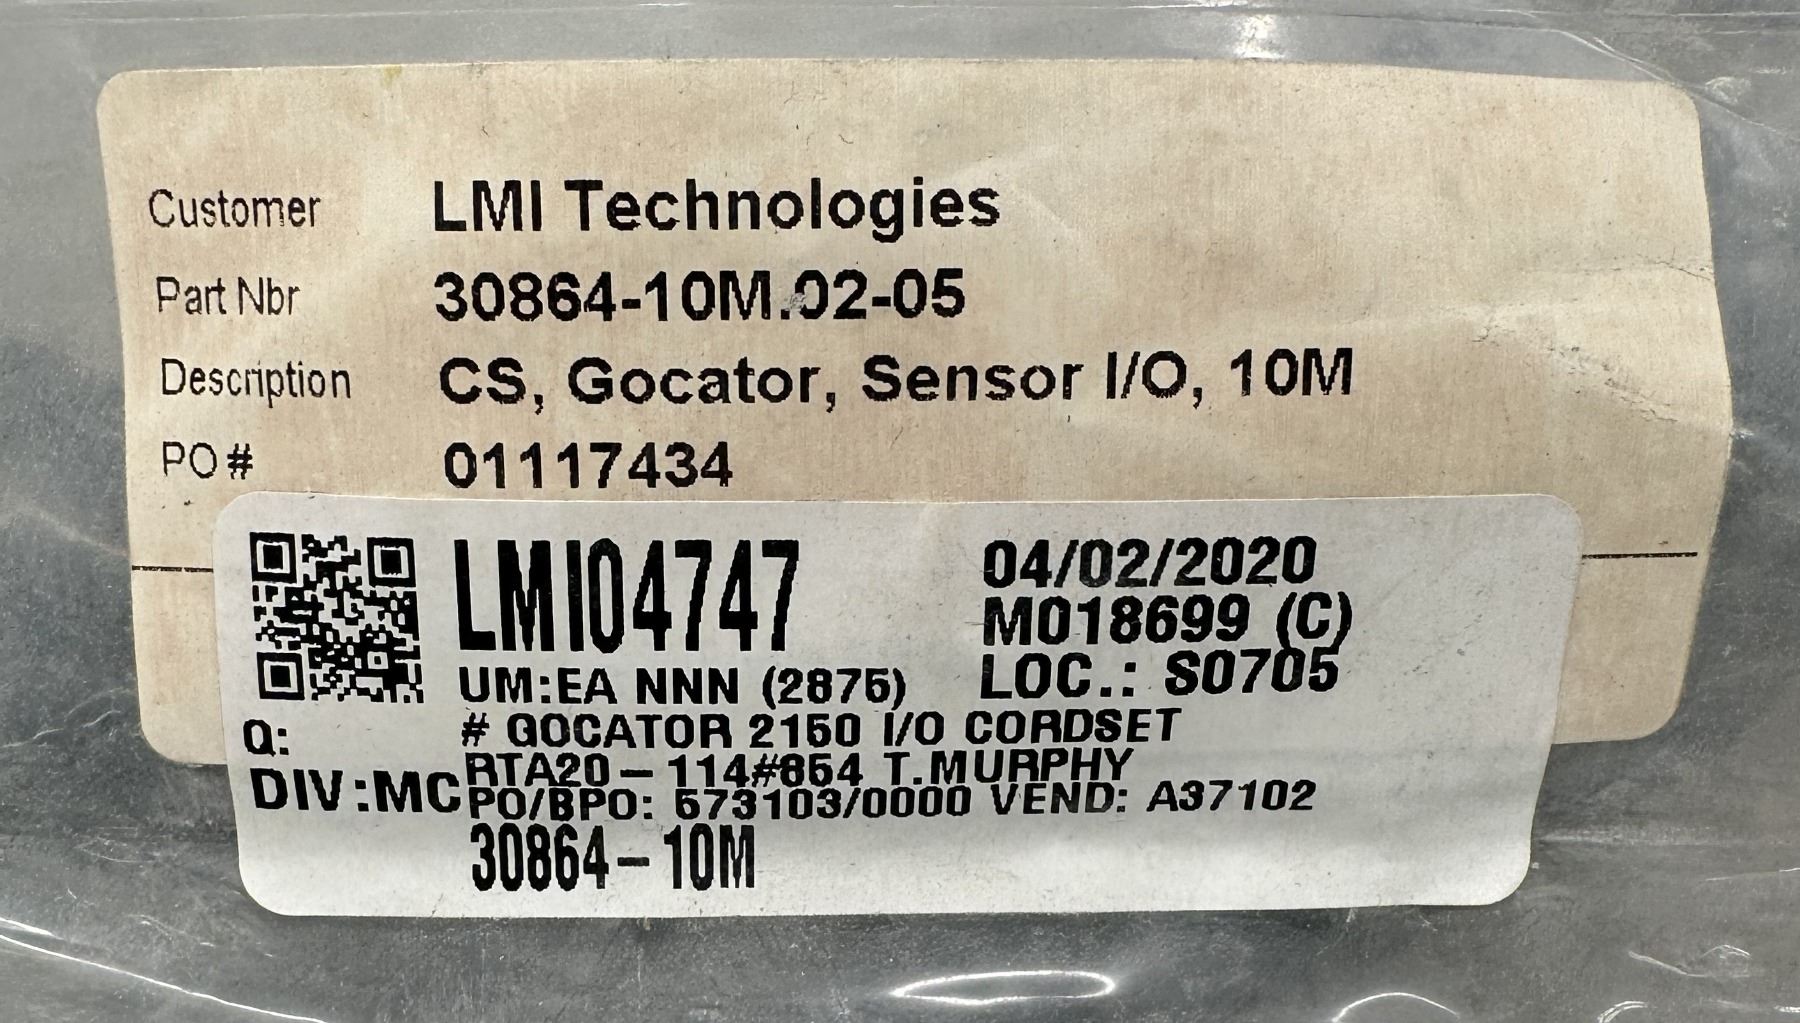 Customer LMI Technologies
Part Nbr 30864-10M.02-05
Description CS, Gocator, Sensor I/O, 10M
PO # 01117434
LMI04747
04/02/2020
M018699 (C)
UM:EA NNN (2875)
LOC.: S0705
Q:
# GOCATOR 2150 I/O CORDSET
RTA20-114#854 T.MURPHY
DIV:MC
PO/BPO: 573103/0000 VEND: A37102
30864-10M